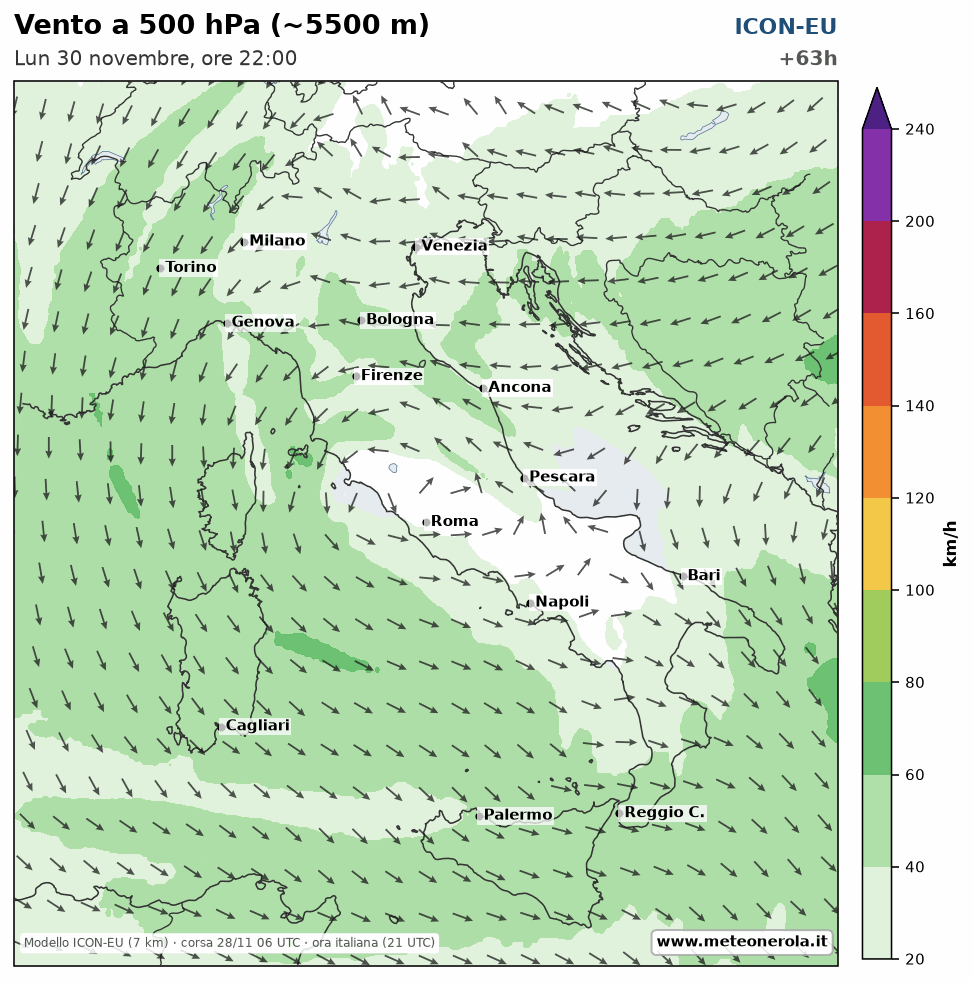 Vento a 500 hPa (~5500 m)
ICON-EU
Lun 30 novembre, ore 22:00
+63h
Milano
Venezia
Torino
Genova
Bologna
Firenze
Ancona
Pescara
Roma
Bari
Napoli
Cagliari
Palermo
Reggio C.
240
200
160
140
120
100
80
60
40
20
km/h
Modello ICON-EU (7 km) · corsa 28/11 06 UTC · ora italiana (21 UTC)
www.meteonerola.it